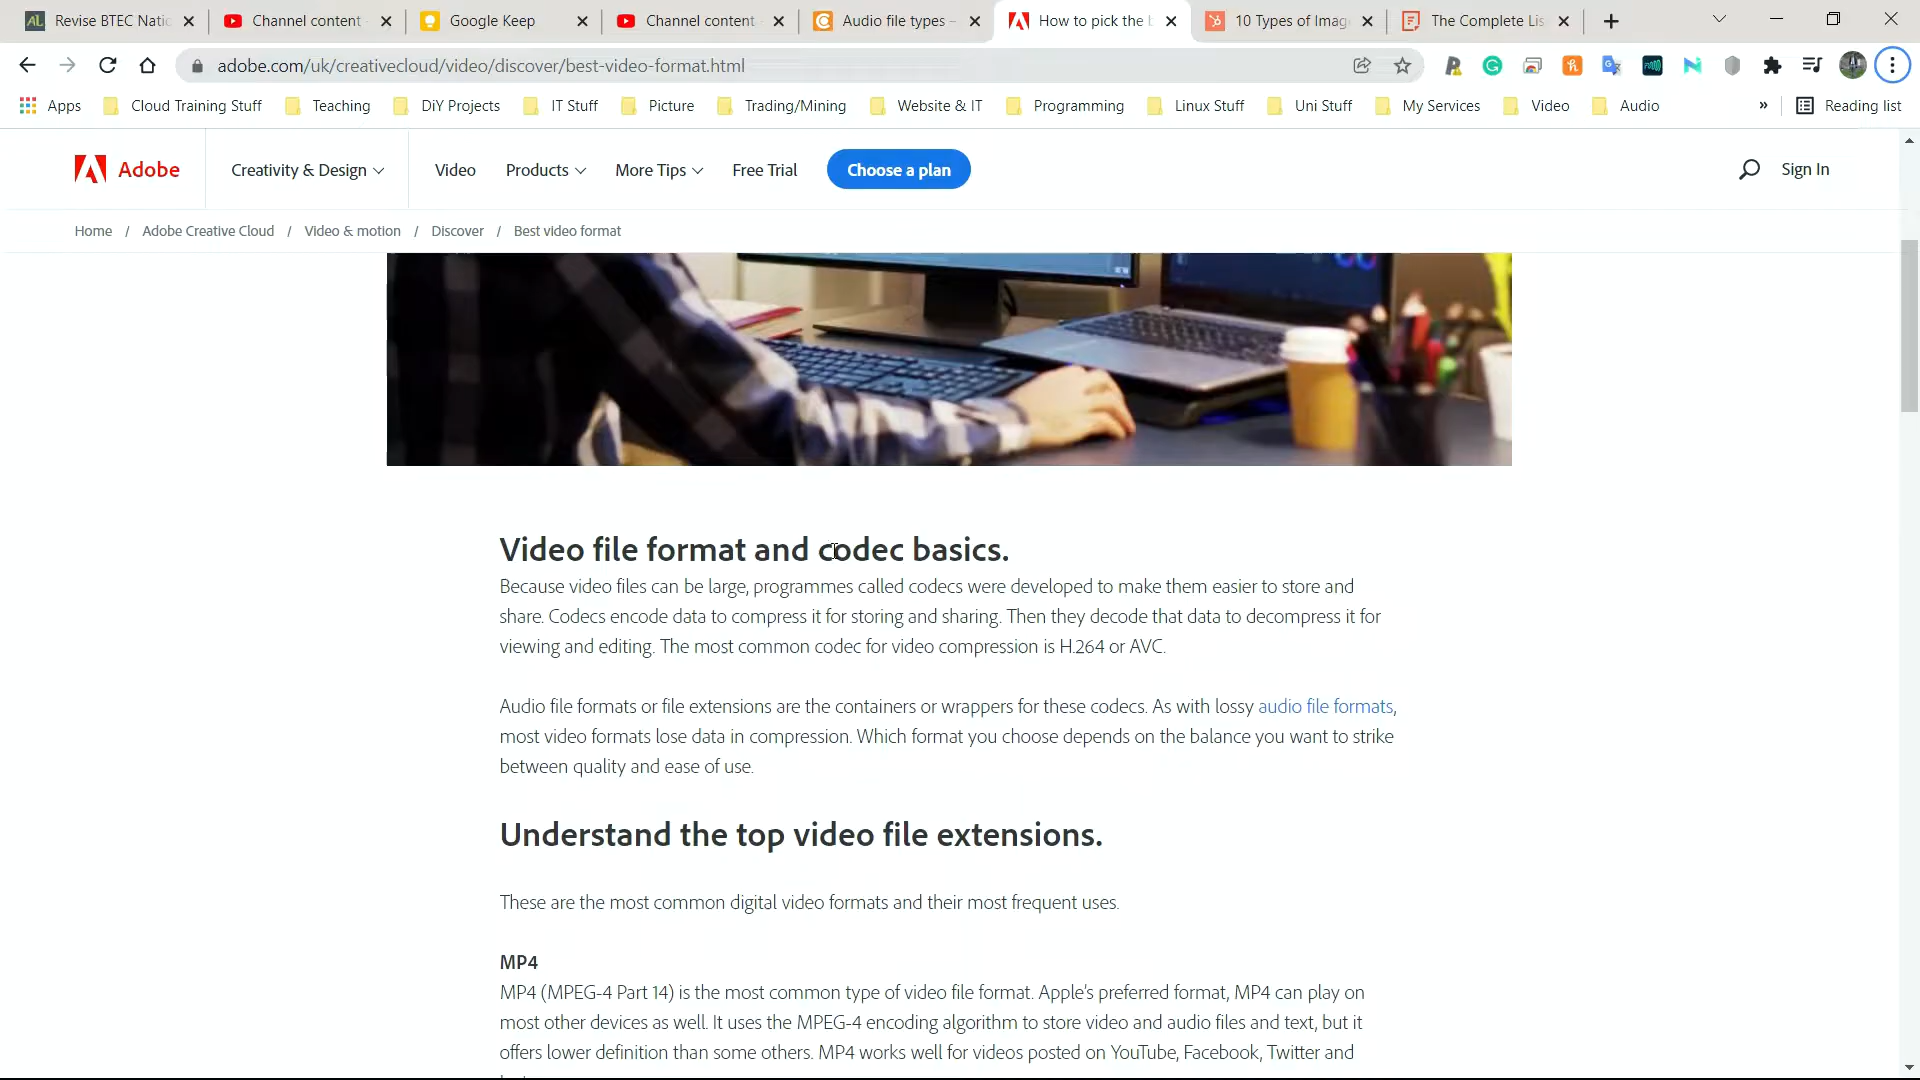 Revise BTEC Natio
Channel content
Google Keep
Channel content
Audio file types –
How to pick the b
10 Types of Imag
The Complete Lis
adobe.com/uk/creativecloud/video/discover/best-video-format.html
Apps
Cloud Training Stuff
Teaching
DiY Projects
IT Stuff
Picture
Trading/Mining
Website & IT
Programming
Linux Stuff
Uni Stuff
My Services
Video
Audio
»
Reading list
Adobe
Creativity & Design
Video
Products
More Tips
Free Trial
Choose a plan
Sign In
Home / Adobe Creative Cloud / Video & motion / Discover / Best video format
Video file format and codec basics.
Because video files can be large, programmes called codecs were developed to make them easier to store and
share. Codecs encode data to compress it for storing and sharing. Then they decode that data to decompress it for
viewing and editing. The most common codec for video compression is H.264 or AVC.
Audio file formats or file extensions are the containers or wrappers for these codecs. As with lossy audio file formats,
most video formats lose data in compression. Which format you choose depends on the balance you want to strike
between quality and ease of use.
Understand the top video file extensions.
These are the most common digital video formats and their most frequent uses.
MP4
MP4 (MPEG-4 Part 14) is the most common type of video file format. Apple's preferred format, MP4 can play on
most other devices as well. It uses the MPEG-4 encoding algorithm to store video and audio files and text, but it
offers lower definition than some others. MP4 works well for videos posted on YouTube, Facebook, Twitter and